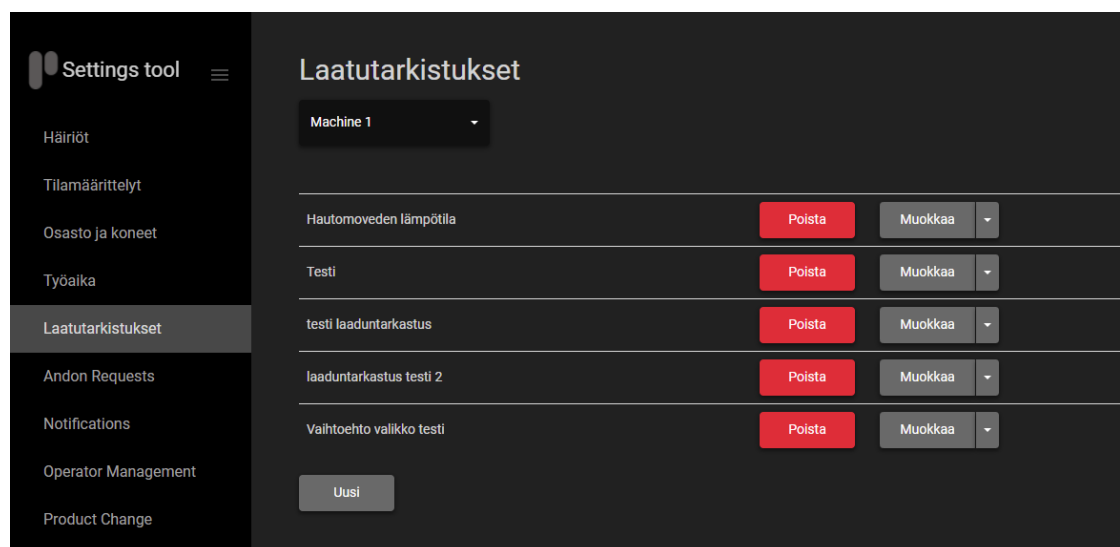 Settings tool
Häiriöt
Tilamäärittelyt
Osasto ja koneet
Työaika
Laatutarkistukset
Andon Requests
Notifications
Operator Management
Product Change
Laatutarkistukset
Machine 1
Hautomoveden lämpötila Poista Muokkaa
Testi Poista Muokkaa
testi laaduntarkastus Poista Muokkaa
laaduntarkastus testi 2 Poista Muokkaa
Vaihtoehto valikko testi Poista Muokkaa
Uusi